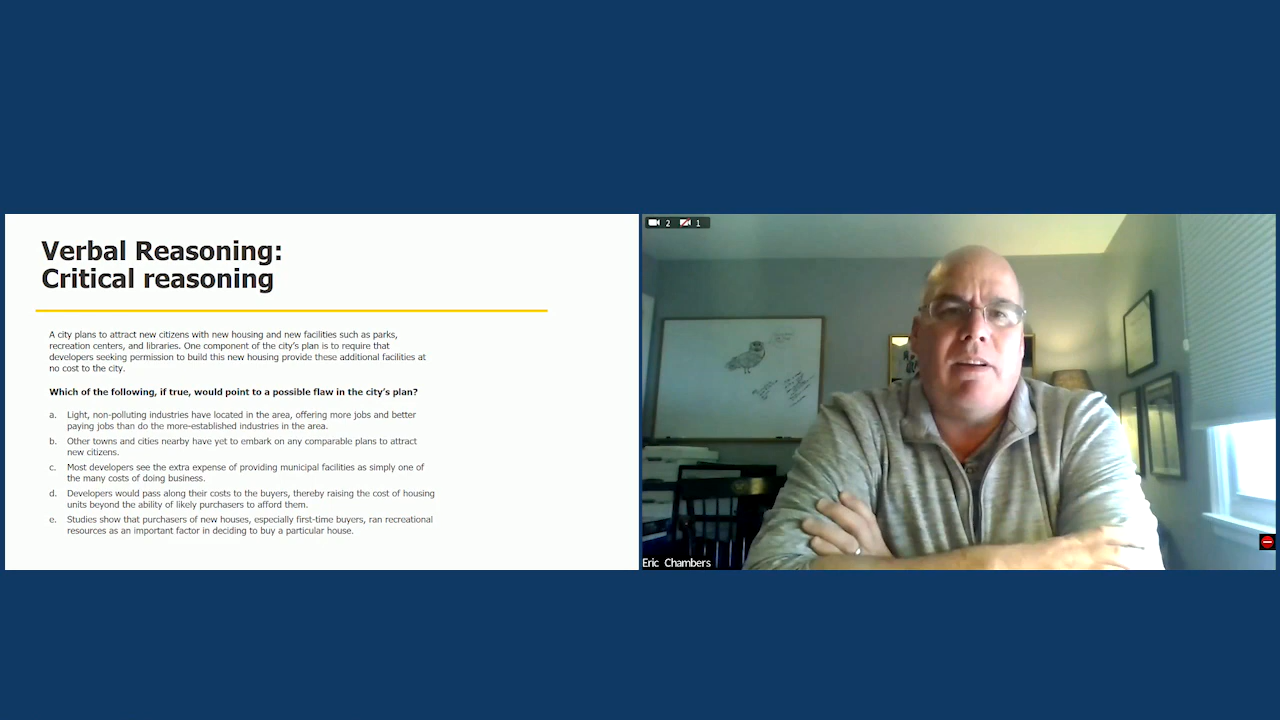 Verbal Reasoning:
Critical reasoning
A city plans to attract new citizens with new housing and new facilities such as parks,
recreation centers, and libraries. One component of the city's plan is to require that
developers seeking permission to build this new housing provide these additional facilities at
no cost to the city.
Which of the following, if true, would point to a possible flaw in the city's plan?
a. Light, non-polluting industries have located in the area, offering more jobs and better
paying jobs than do the more-established industries in the area.
b. Other towns and cities nearby have yet to embark on any comparable plans to attract
new citizens.
c. Most developers see the extra expense of providing municipal facilities as simply one of
the many costs of doing business.
d. Developers would pass along their costs to the buyers, thereby raising the cost of housing
units beyond the ability of likely purchasers to afford them.
e. Studies show that purchasers of new houses, especially first-time buyers, ran recreational
resources as an important factor in deciding to buy a particular house.
2 1
Eric Chambers